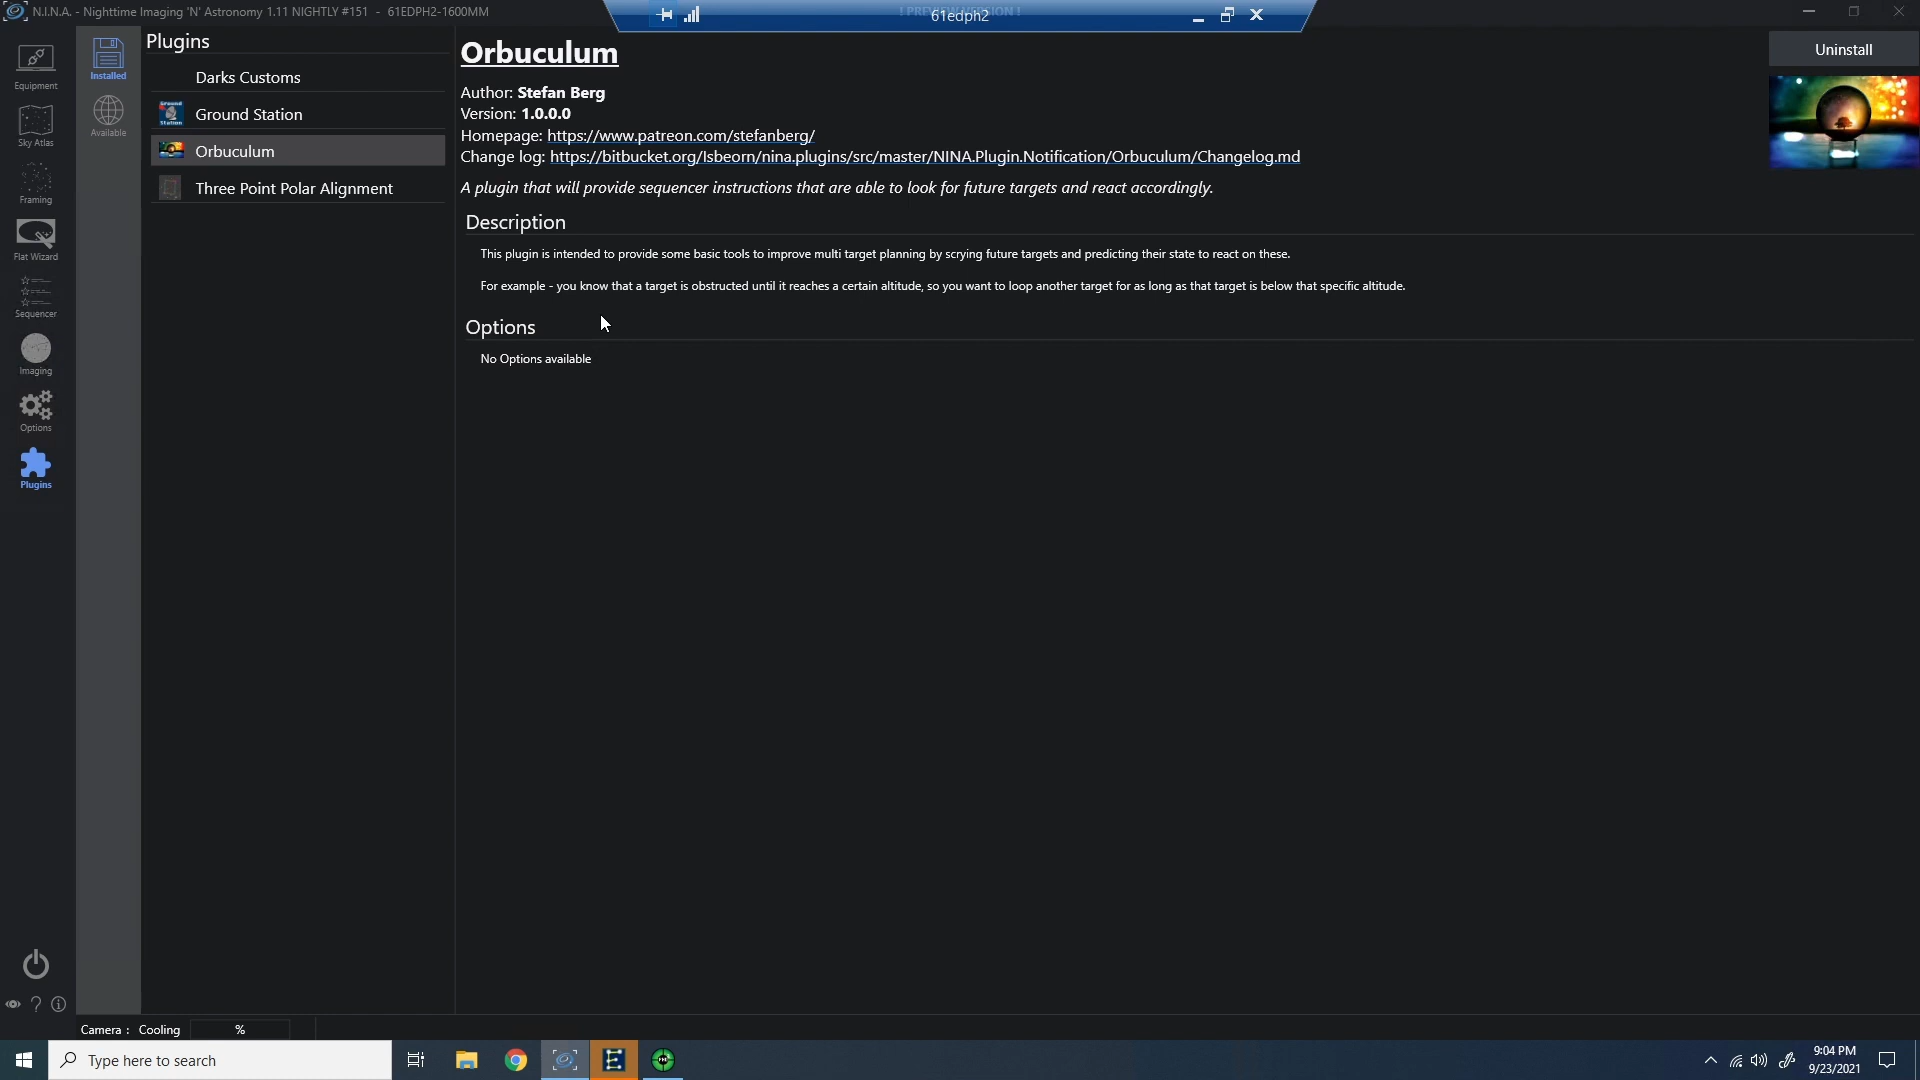 N.I.N.A. - Nighttime Imaging 'N' Astronomy 1.11 NIGHTLY #151 - 61EDPH2-1600MM
! PREVIEW VERSION !
61edph2
Equipment
Sky Atlas
Framing
Flat Wizard
Sequencer
Imaging
Options
Plugins
Installed
Available
Plugins
Darks Customs
Ground Station
Orbuculum
Three Point Polar Alignment
Orbuculum
Uninstall
Author: Stefan Berg
Version: 1.0.0.0
Homepage: https://www.patreon.com/stefanberg/
Change log: https://bitbucket.org/Isbeorn/nina.plugins/src/master/NINA.Plugin.Notification/Orbuculum/Changelog.md
A plugin that will provide sequencer instructions that are able to look for future targets and react accordingly.
Description
This plugin is intended to provide some basic tools to improve multi target planning by scrying future targets and predicting their state to react on these.
For example - you know that a target is obstructed until it reaches a certain altitude, so you want to loop another target for as long as that target is below that specific altitude.
Options
No Options available
Camera : Cooling %
Type here to search
9:04 PM
9/23/2021